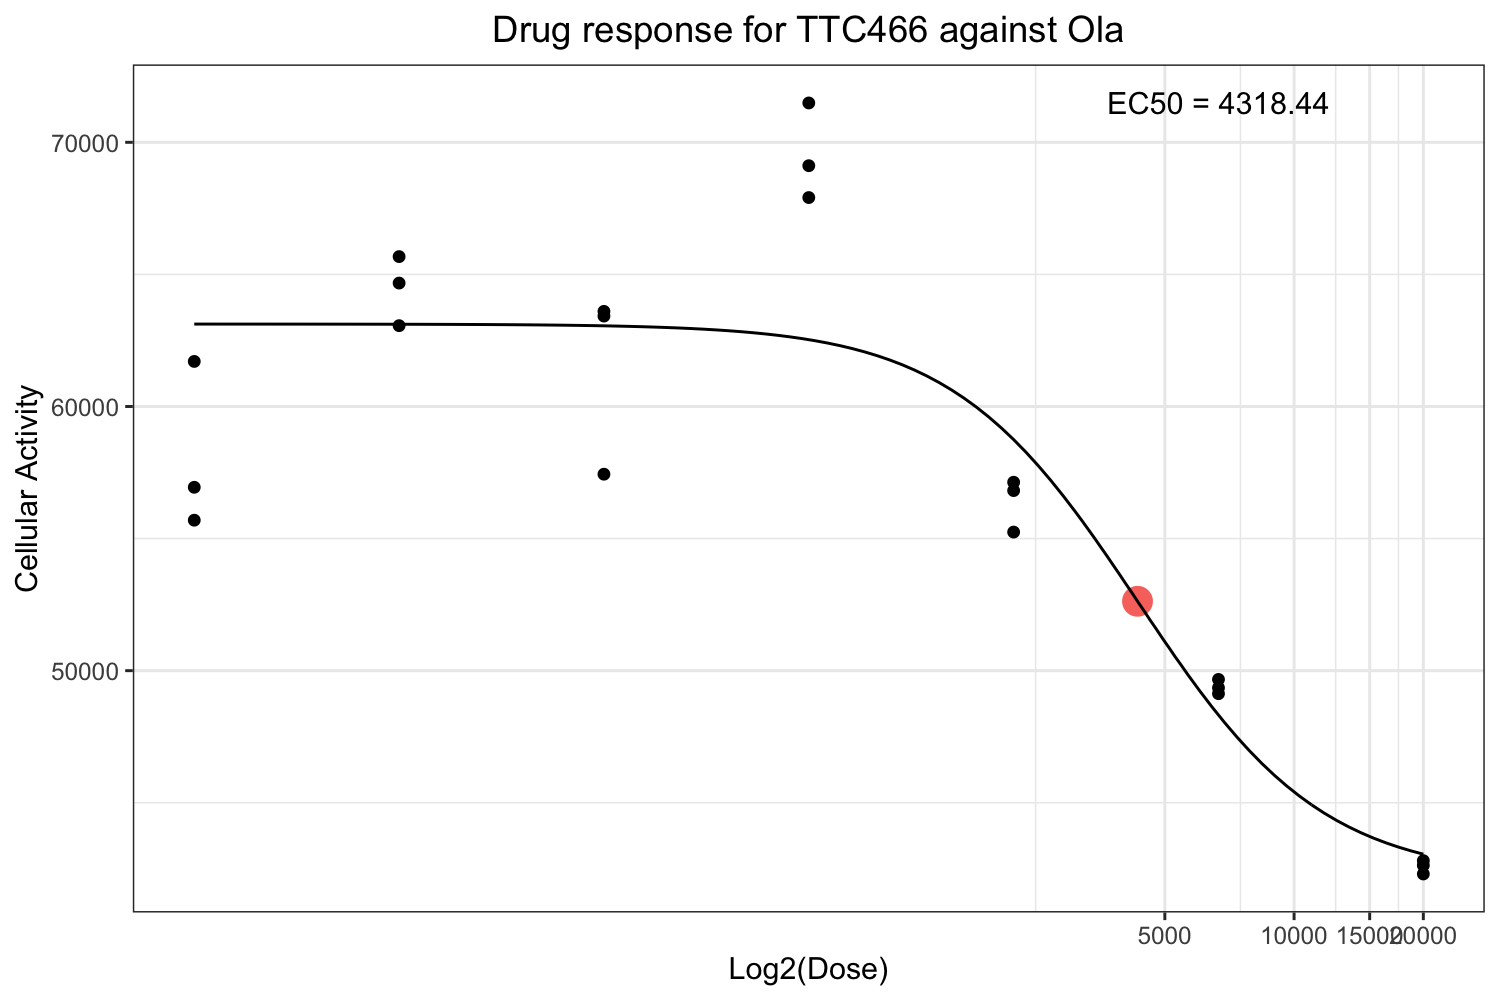 Drug response for TTC466 against Ola
EC50 = 4318.44
70000
60000
50000
Cellular Activity
5000 10000 15000 20000
Log2(Dose)